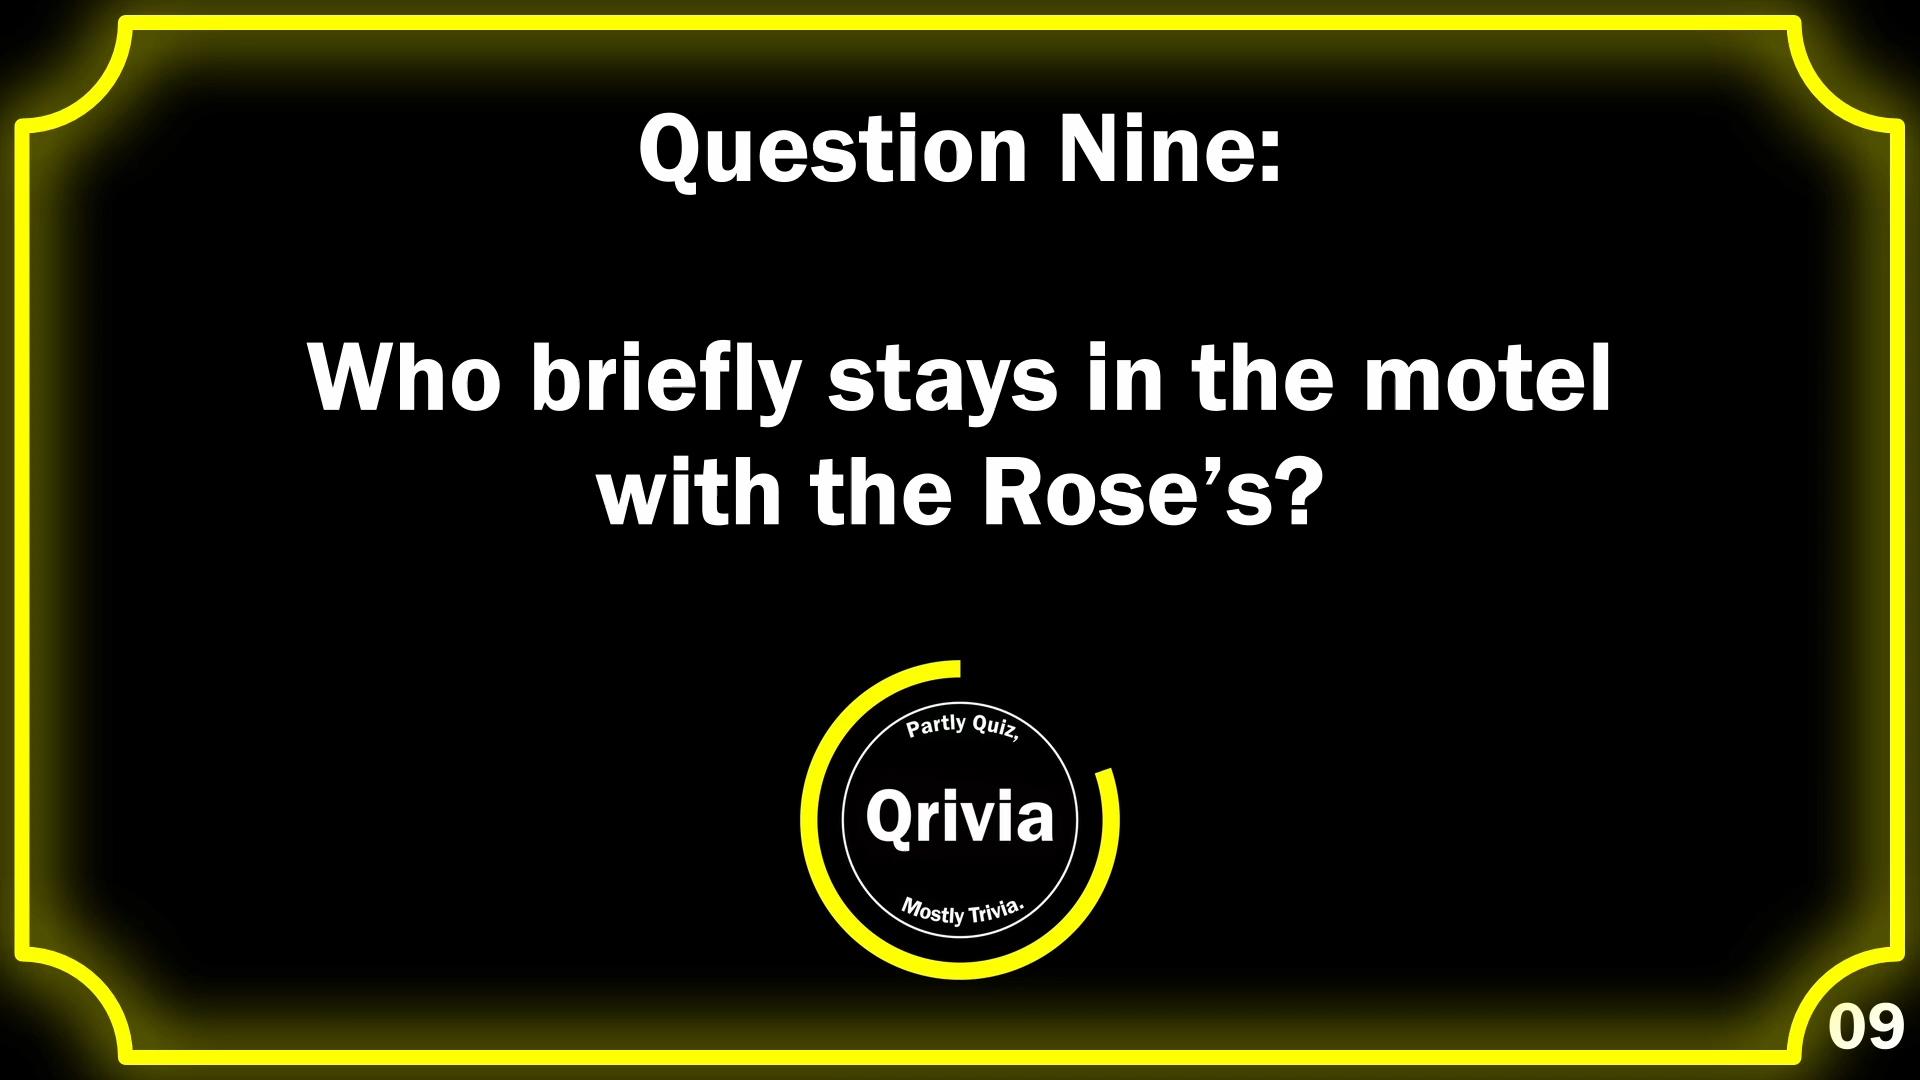 Question Nine:
Who briefly stays in the motel
with the Rose’s?
Partly Quiz,
Qrivia
Mostly Trivia.
09